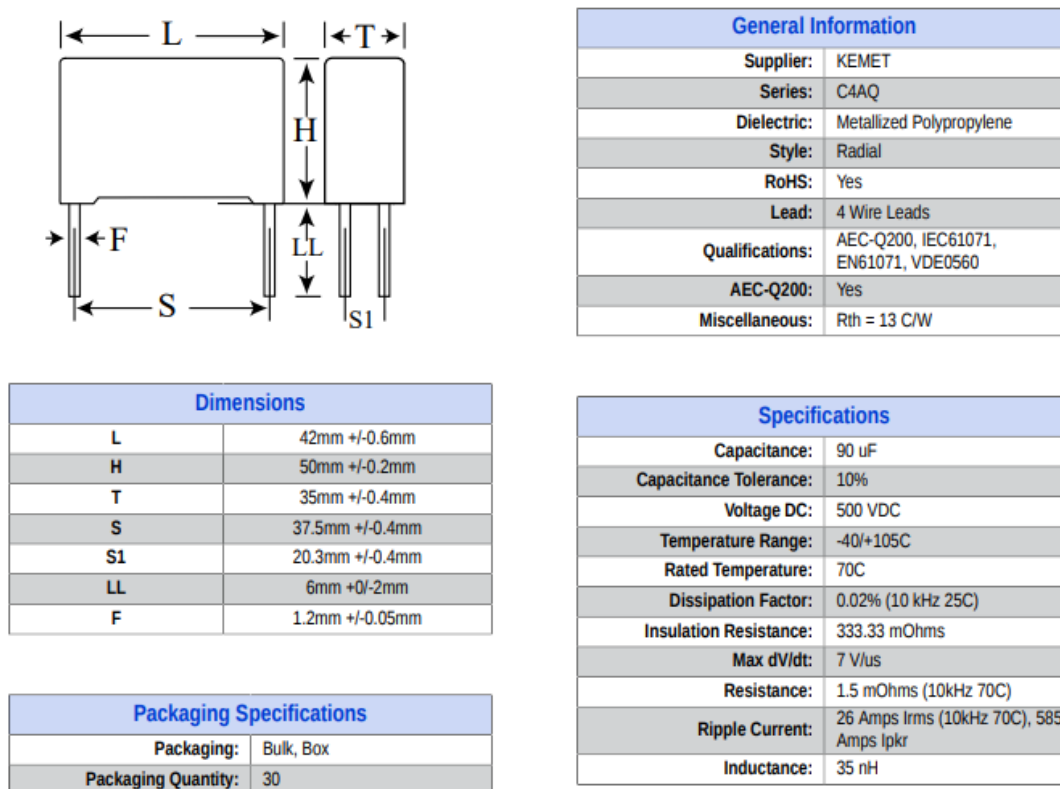 L
T
H
F
LL
S
S1
General Information
Supplier: KEMET
Series: C4AQ
Dielectric: Metallized Polypropylene
Style: Radial
RoHS: Yes
Lead: 4 Wire Leads
Qualifications: AEC-Q200, IEC61071,
EN61071, VDE0560
AEC-Q200: Yes
Miscellaneous: Rth = 13 C/W
Dimensions
L 42mm +/-0.6mm
H 50mm +/-0.2mm
T 35mm +/-0.4mm
S 37.5mm +/-0.4mm
S1 20.3mm +/-0.4mm
LL 6mm +0/-2mm
F 1.2mm +/-0.05mm
Packaging Specifications
Packaging: Bulk, Box
Packaging Quantity: 30
Specifications
Capacitance: 90 uF
Capacitance Tolerance: 10%
Voltage DC: 500 VDC
Temperature Range: -40/+105C
Rated Temperature: 70C
Dissipation Factor: 0.02% (10 kHz 25C)
Insulation Resistance: 333.33 mOhms
Max dV/dt: 7 V/us
Resistance: 1.5 mOhms (10kHz 70C)
Ripple Current: 26 Amps Irms (10kHz 70C), 585
Amps Ipkr
Inductance: 35 nH